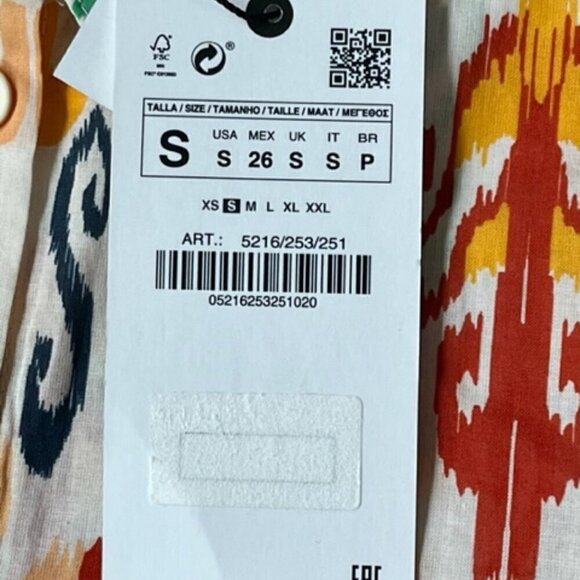 FSC
®
TALLA / SIZE / TAMANHO / TAILLE / MAAT / ΜΕΓΕΘΟΣ
S USA MEX UK IT BR
S 26 S S P
XS S M L XL XXL
ART.: 5216/253/251
05216253251020